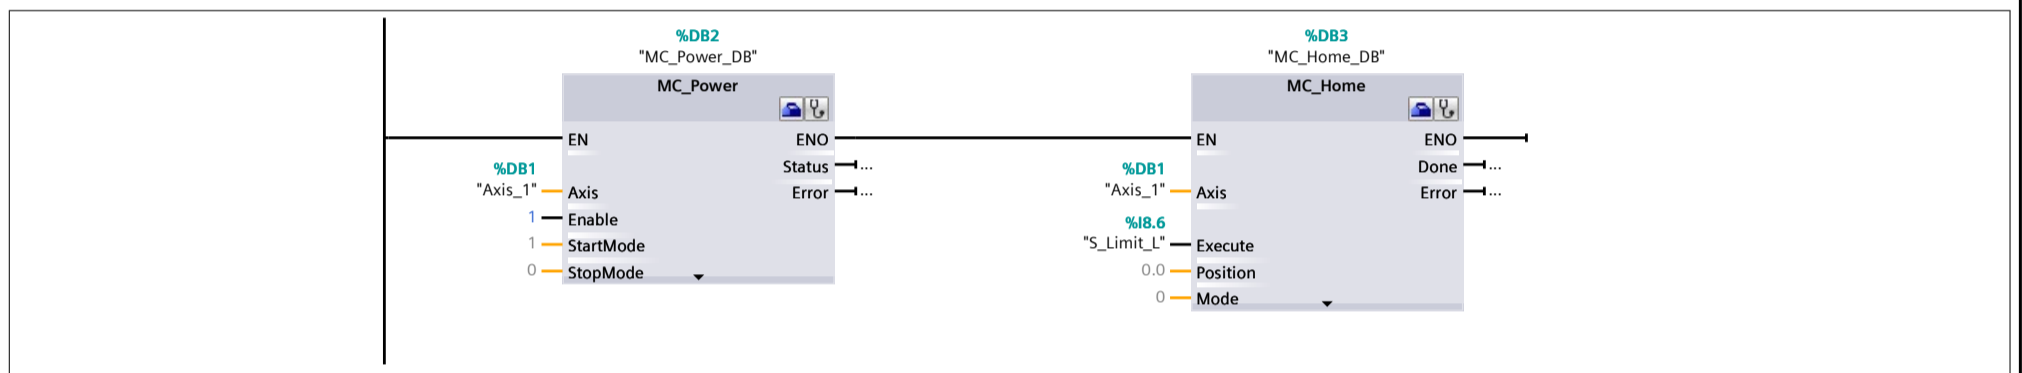 %DB2
"MC_Power_DB"
MC_Power
EN
ENO
Status
...
%DB1
"Axis_1"
Axis
Error
...
1
Enable
1
StartMode
0
StopMode
%DB3
"MC_Home_DB"
MC_Home
EN
ENO
Done
...
%DB1
"Axis_1"
Axis
Error
...
%I8.6
"S_Limit_L"
Execute
0.0
Position
0
Mode